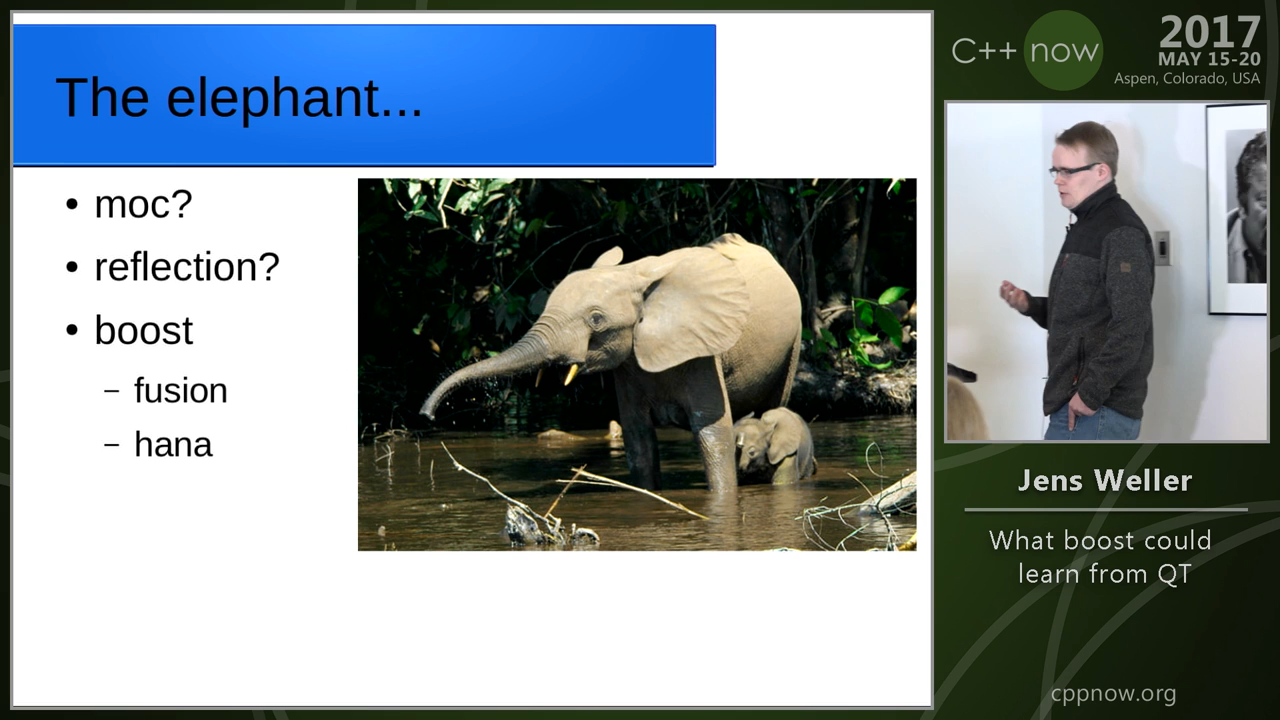 The elephant...
• moc?
• reflection?
• boost
– fusion
– hana
C++ now
2017
MAY 15-20
Aspen, Colorado, USA
Jens Weller
What boost could
learn from QT
cppnow.org